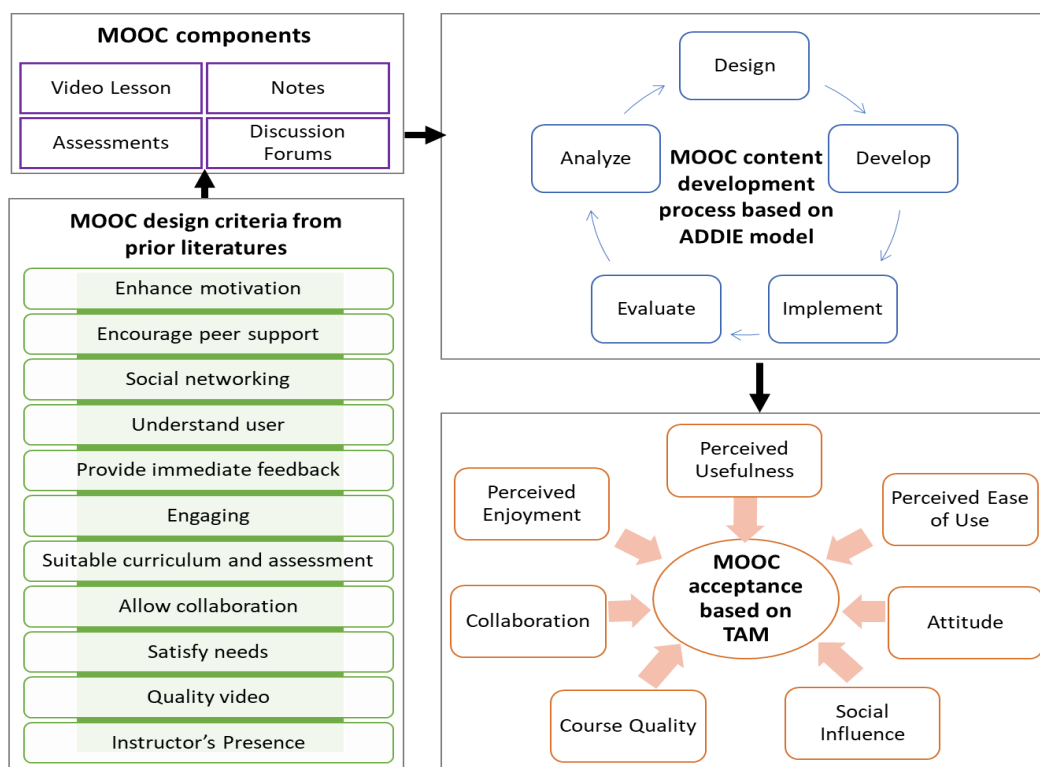 MOOC components
Video Lesson
Notes
Assessments
Discussion
Forums
MOOC design criteria from
prior literatures
Enhance motivation
Encourage peer support
Social networking
Understand user
Provide immediate feedback
Engaging
Suitable curriculum and assessment
Allow collaboration
Satisfy needs
Quality video
Instructor's Presence
Design
Analyze
Develop
MOOC content
development
process based on
ADDIE model
Evaluate
Implement
Perceived
Usefulness
Perceived
Enjoyment
Perceived Ease
of Use
MOOC
acceptance
based on
TAM
Collaboration
Attitude
Course Quality
Social
Influence